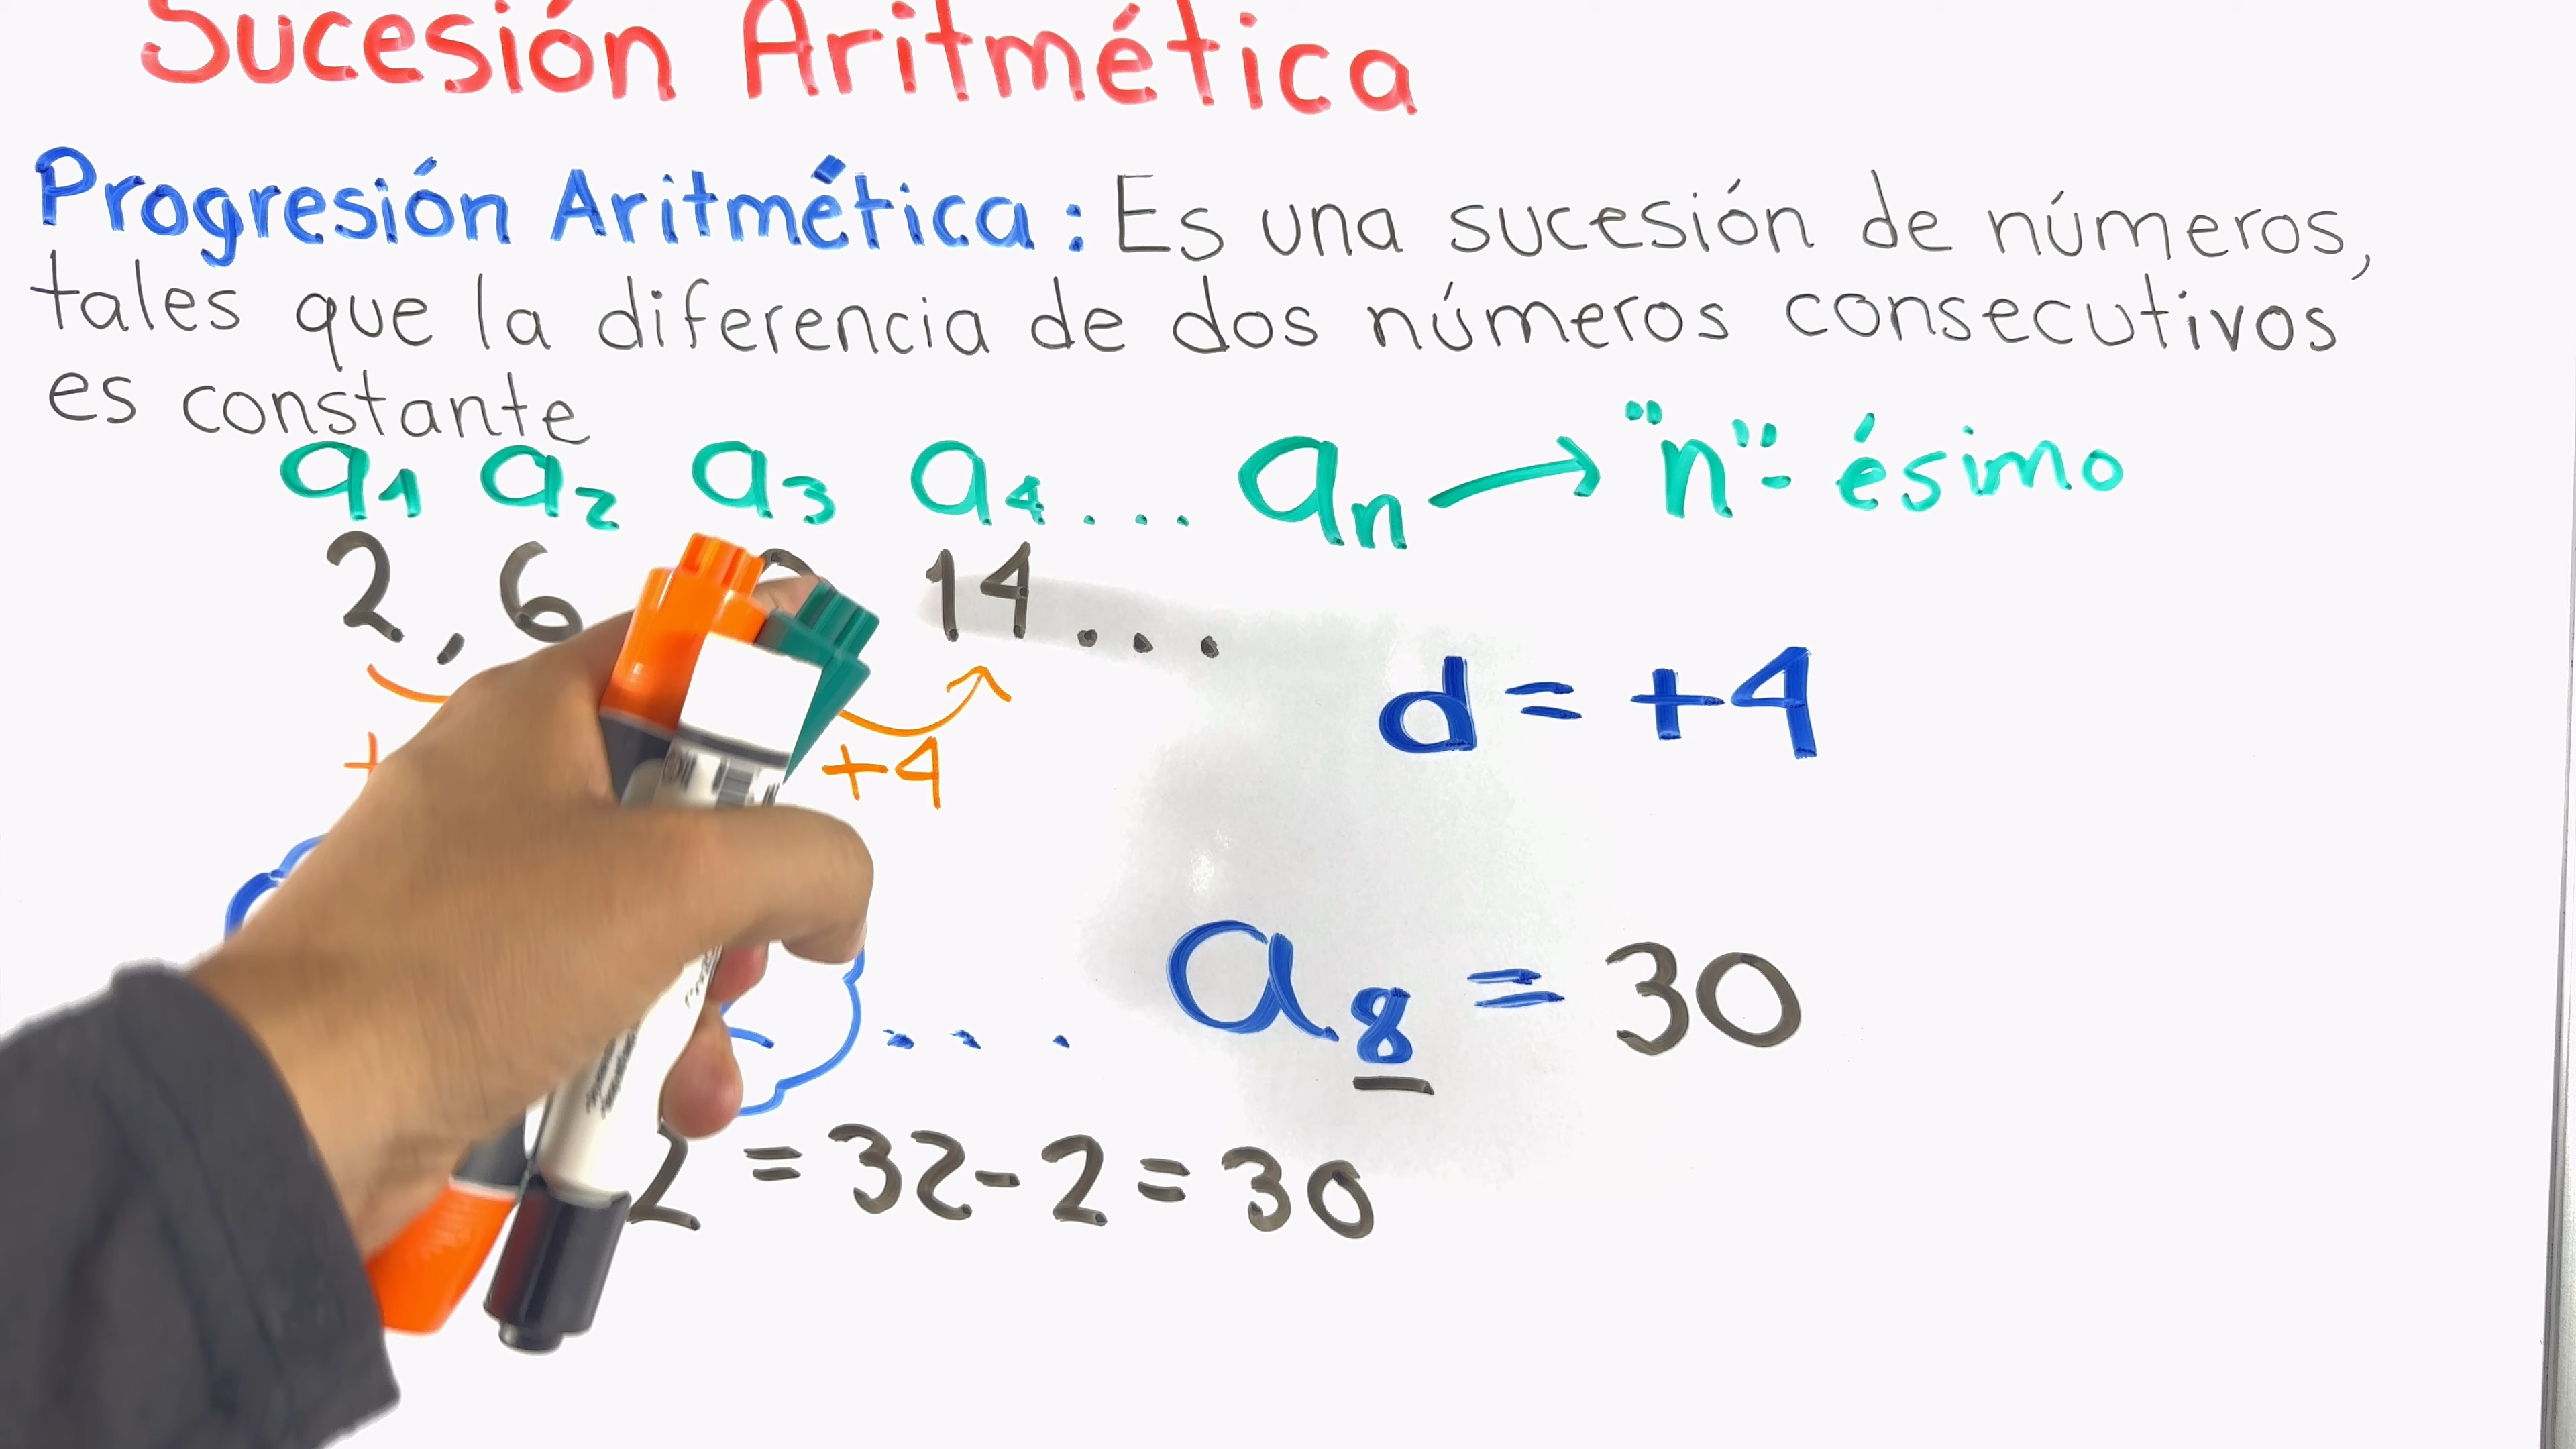 Sucesión Aritmética
Progresión Aritmética: Es una sucesión de números,
tales que la diferencia de dos números consecutivos
es constante
a1 a2 a3 a4 ... an → "n"-ésimo
2, 6 14...
+4
d = +4
... a8 = 30
2 = 32-2 = 30